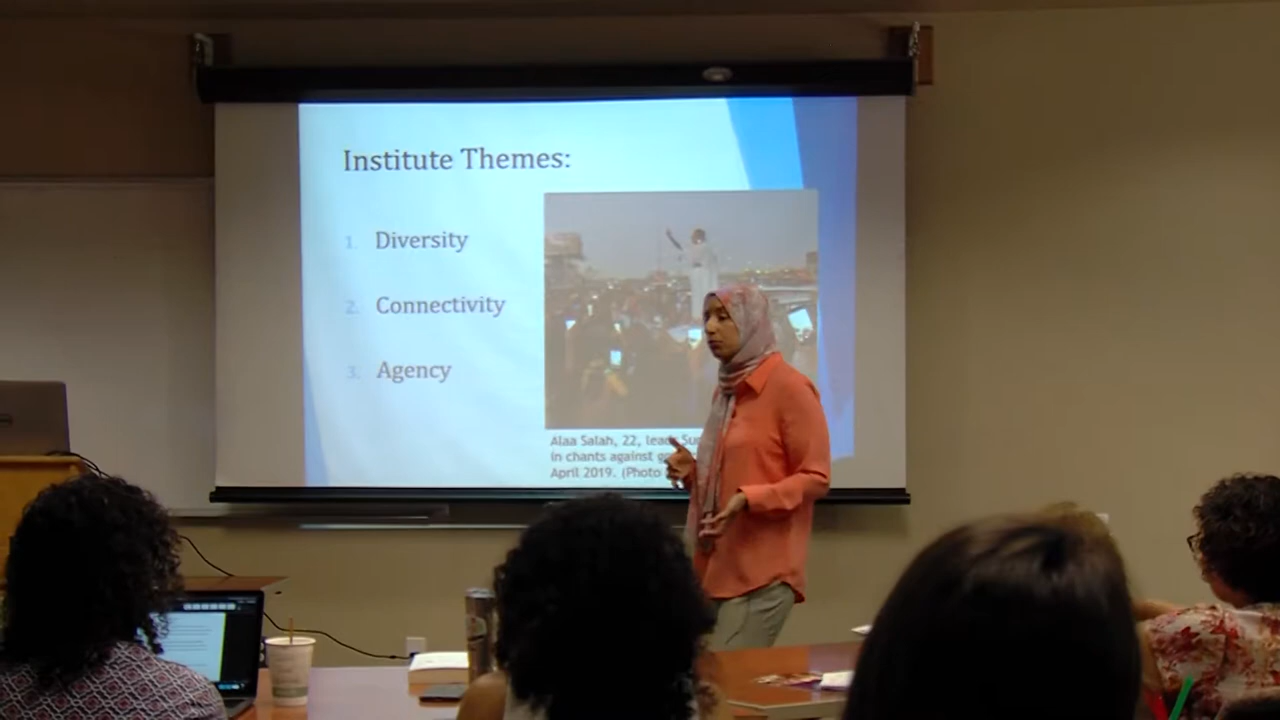 Institute Themes:
1. Diversity
2. Connectivity
3. Agency
Alaa Salah, 22, leads
in chants against
April 2019. (Photo